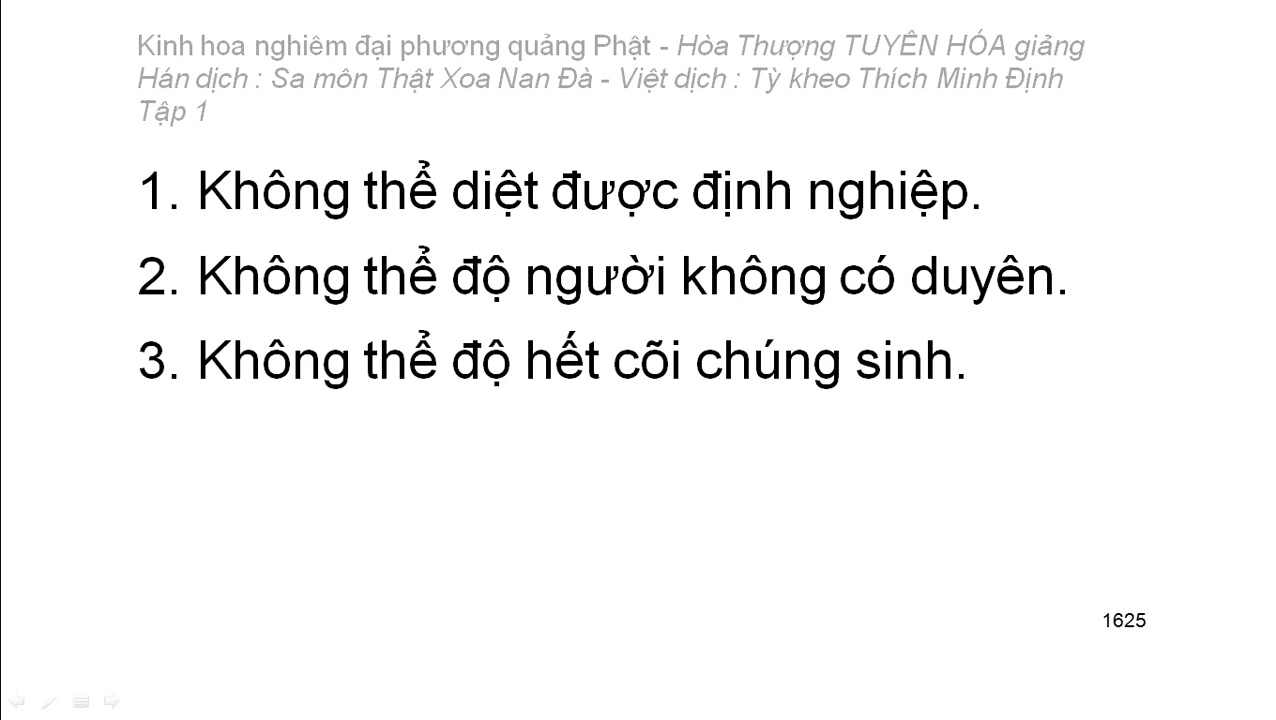 Kinh hoa nghiêm đại phương quảng Phật - Hòa Thượng TUYÊN HÓA giảng
Hán dịch : Sa môn Thật Xoa Nan Đà - Việt dịch : Tỳ kheo Thích Minh Định
Tập 1
1. Không thể diệt được định nghiệp.
2. Không thể độ người không có duyên.
3. Không thể độ hết cõi chúng sinh.
1625